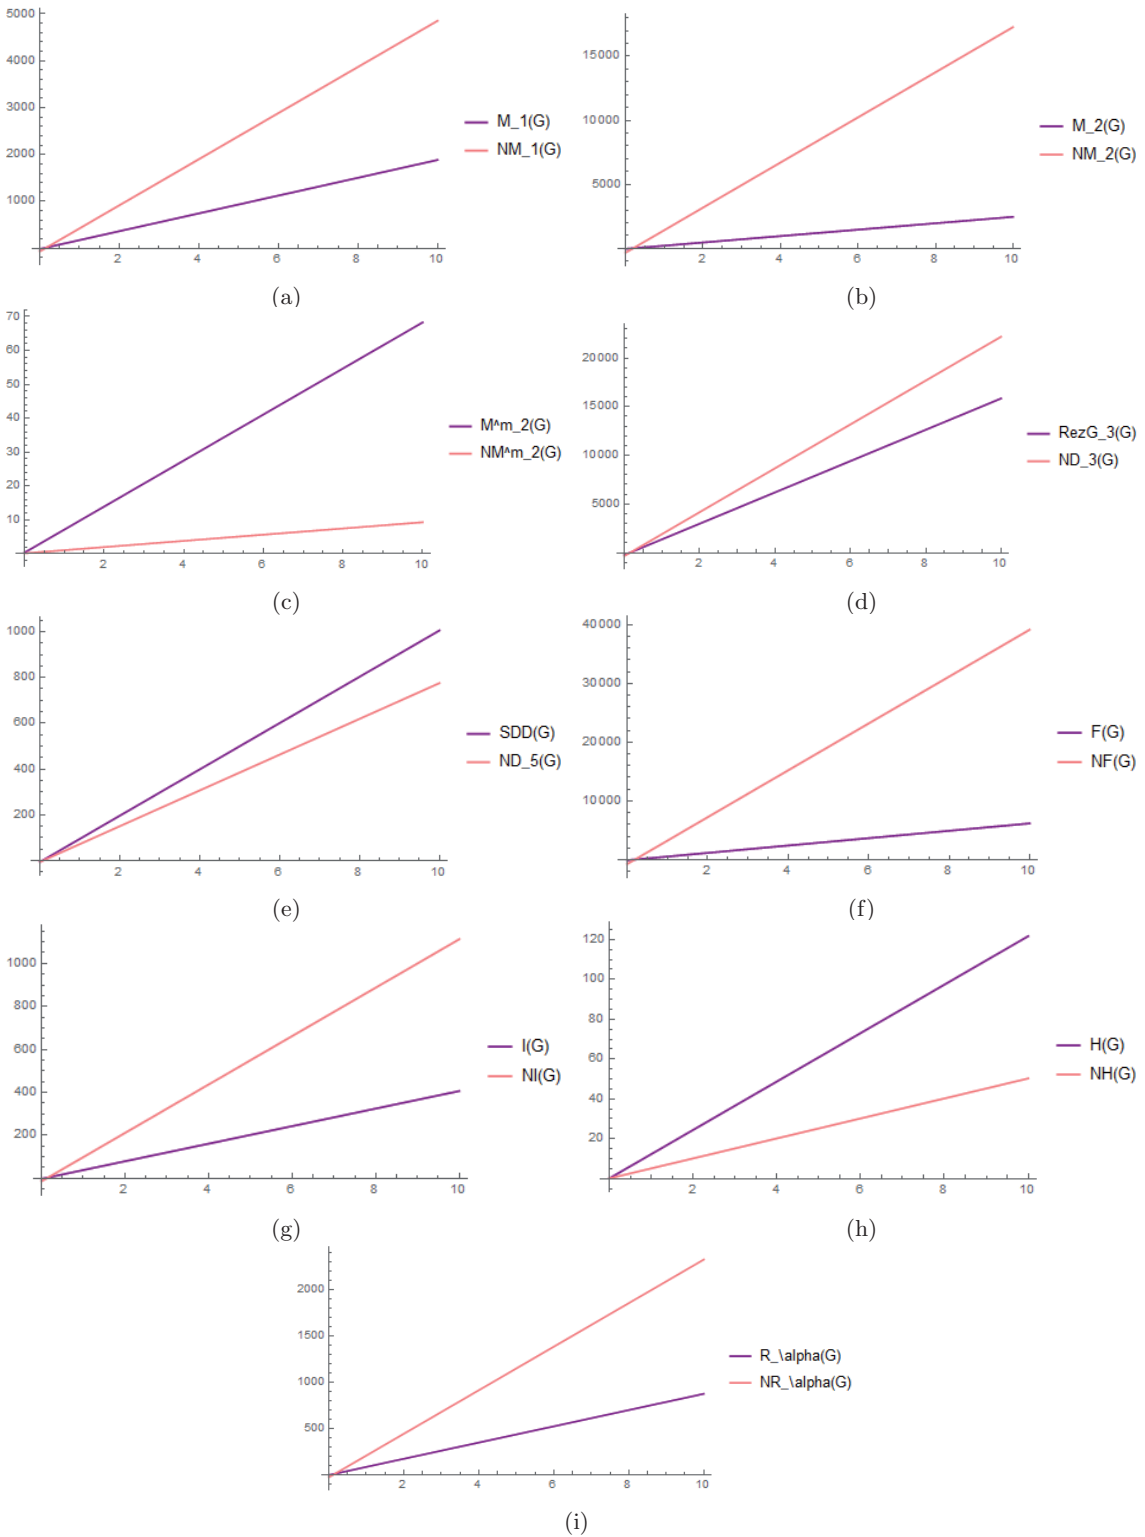 5000
4000
3000
2000
1000
2 4 6 8 10
M_1(G)
NM_1(G)
(a)
15000
10000
5000
2 4 6 8 10
M_2(G)
NM_2(G)
(b)
70
60
50
40
30
20
10
2 4 6 8 10
M^m_2(G)
NM^m_2(G)
(c)
20000
15000
10000
5000
2 4 6 8 10
RezG_3(G)
ND_3(G)
(d)
1000
800
600
400
200
2 4 6 8 10
SDD(G)
ND_5(G)
(e)
40000
30000
20000
10000
2 4 6 8 10
F(G)
NF(G)
(f)
1000
800
600
400
200
2 4 6 8 10
I(G)
NI(G)
(g)
120
100
80
60
40
20
2 4 6 8 10
H(G)
NH(G)
(h)
2000
1500
1000
500
2 4 6 8 10
R_\alpha(G)
NR_\alpha(G)
(i)